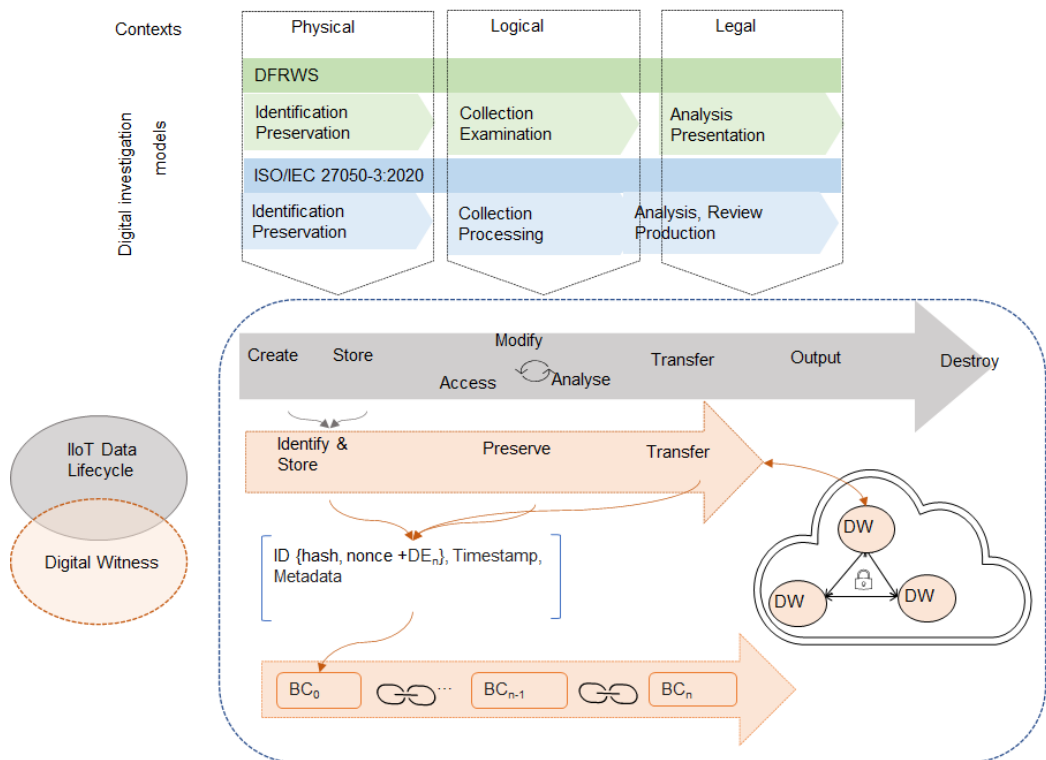 Contexts
Physical
Logical
Legal
Digital investigation
models
DFRWS
Identification
Preservation
Collection
Examination
Analysis
Presentation
ISO/IEC 27050-3:2020
Identification
Preservation
Collection
Processing
Analysis, Review
Production
Create
Store
Modify
Access
Analyse
Transfer
Output
Destroy
IIoT Data
Lifecycle
Digital Witness
Identify &
Store
Preserve
Transfer
ID {hash, nonce +DEn}, Timestamp,
Metadata
DW
DW
DW
BC0
...
BCn-1
BCn